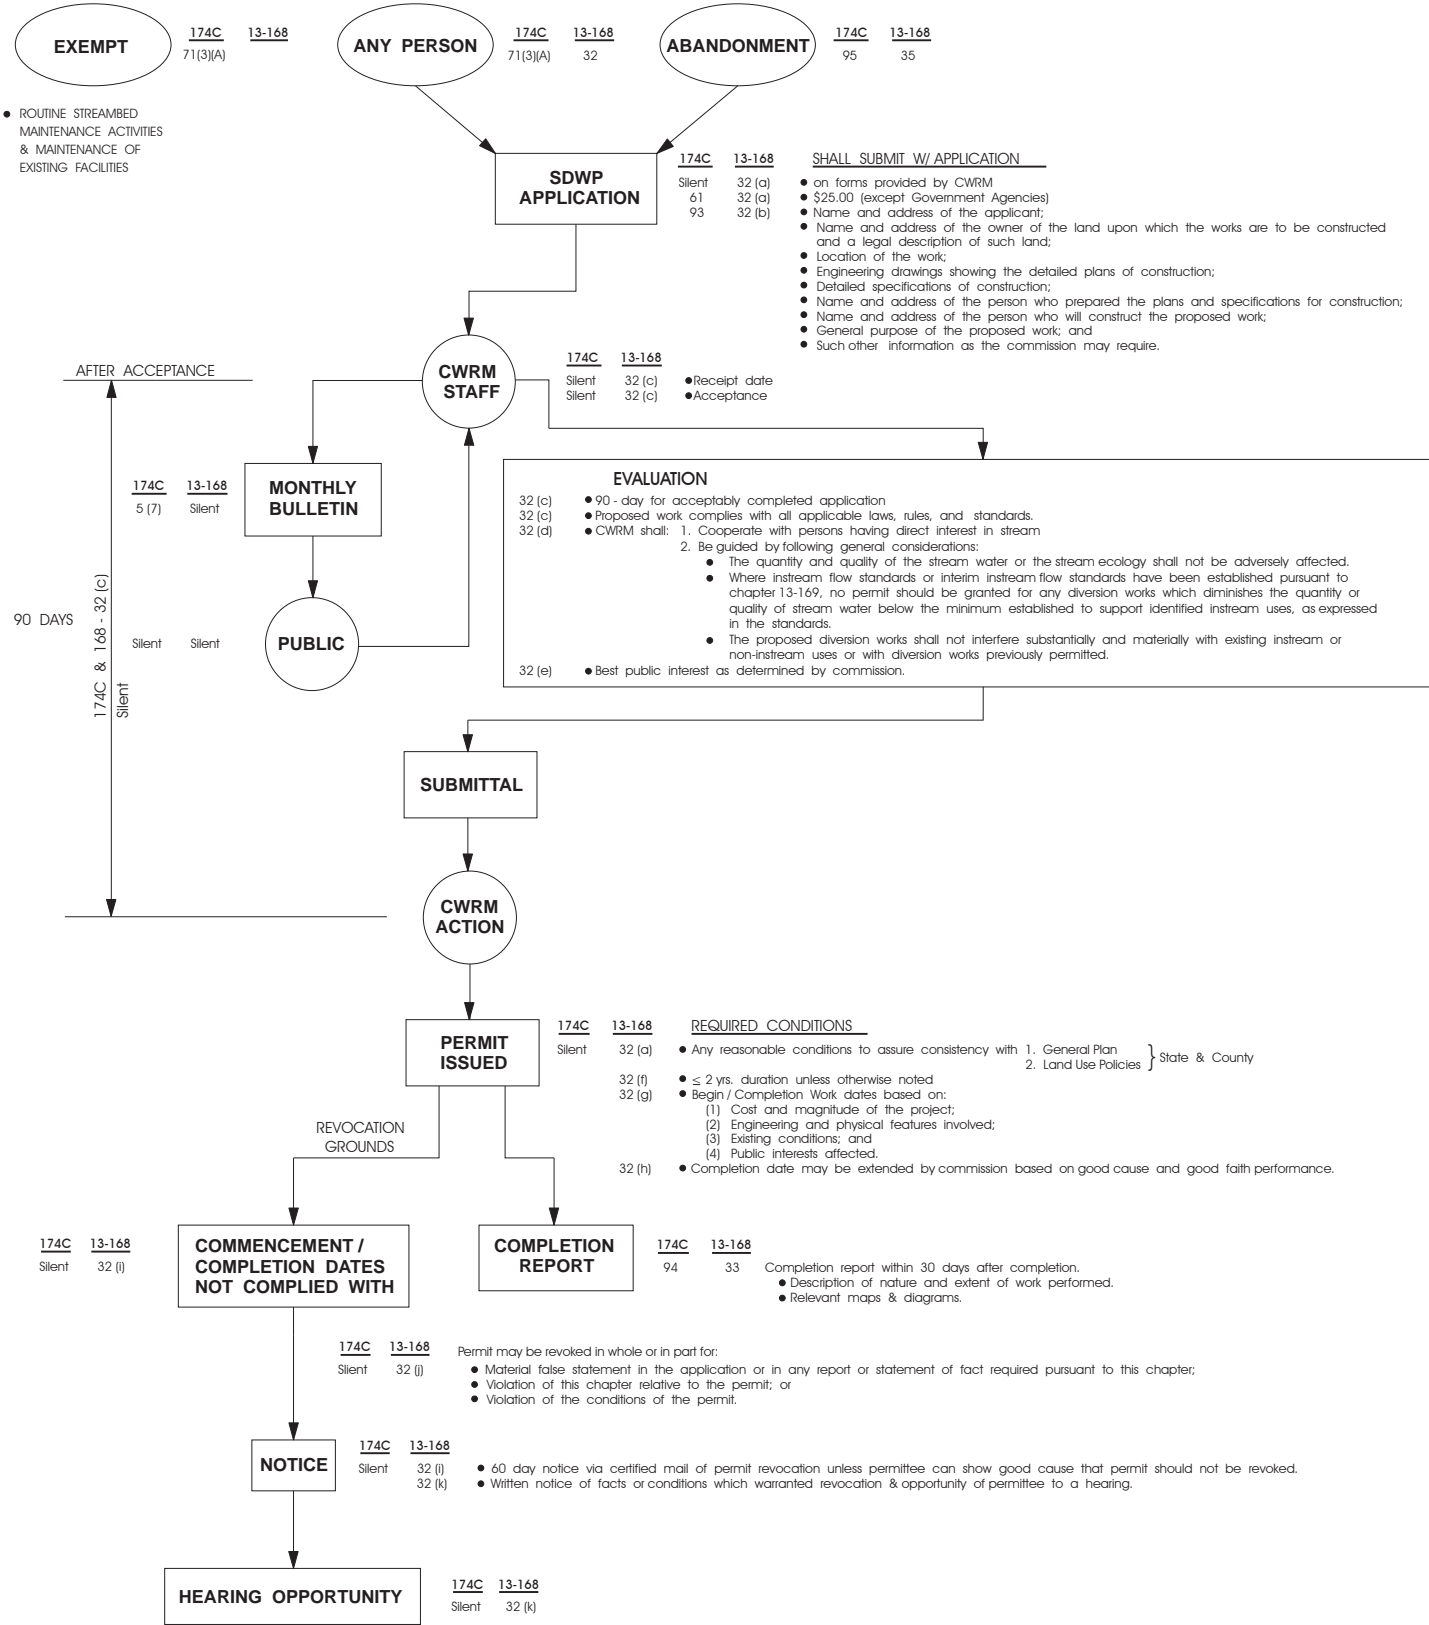 EXEMPT
174C 13-168
71(3)(A)
ANY PERSON
174C 13-168
71(3)(A) 32
ABANDONMENT
174C 13-168
95 35
● ROUTINE STREAMBED
MAINTENANCE ACTIVITIES
& MAINTENANCE OF
EXISTING FACILITIES
SDWP
APPLICATION
174C 13-168 SHALL SUBMIT W/ APPLICATION
Silent 32 (a) ● on forms provided by CWRM
61 32 (a) ● $25.00 (except Government Agencies)
93 32 (b) ● Name and address of the applicant;
● Name and address of the owner of the land upon which the works are to be constructed
and a legal description of such land;
● Location of the work;
● Engineering drawings showing the detailed plans of construction;
● Detailed specifications of construction;
● Name and address of the person who prepared the plans and specifications for construction;
● Name and address of the person who will construct the proposed work;
● General purpose of the proposed work; and
● Such other information as the commission may require.
AFTER ACCEPTANCE
CWRM
STAFF
174C 13-168
Silent 32 (c) ● Receipt date
Silent 32 (c) ● Acceptance
174C 13-168
5 (7) Silent
MONTHLY
BULLETIN
EVALUATION
32 (c) ● 90 - day for acceptably completed application
32 (c) ● Proposed work complies with all applicable laws, rules, and standards.
32 (d) ● CWRM shall: 1. Cooperate with persons having direct interest in stream
2. Be guided by following general considerations:
● The quantity and quality of the stream water or the stream ecology shall not be adversely affected.
● Where instream flow standards or interim instream flow standards have been established pursuant to
chapter 13-169, no permit should be granted for any diversion works which diminishes the quantity or
quality of stream water below the minimum established to support identified instream uses, as expressed
in the standards.
● The proposed diversion works shall not interfere substantially and materially with existing instream or
non-instream uses or with diversion works previously permitted.
32 (e) ● Best public interest as determined by commission.
90 DAYS
174C & 168 - 32 (c)
Silent
Silent Silent
PUBLIC
SUBMITTAL
CWRM
ACTION
PERMIT
ISSUED
174C 13-168 REQUIRED CONDITIONS
Silent 32 (a) ● Any reasonable conditions to assure consistency with 1. General Plan
2. Land Use Policies } State & County
32 (f) ● ≤ 2 yrs. duration unless otherwise noted
32 (g) ● Begin / Completion Work dates based on:
(1) Cost and magnitude of the project;
(2) Engineering and physical features involved;
(3) Existing conditions; and
(4) Public interests affected.
32 (h) ● Completion date may be extended by commission based on good cause and good faith performance.
REVOCATION
GROUNDS
174C 13-168
Silent 32 (i)
COMMENCEMENT /
COMPLETION DATES
NOT COMPLIED WITH
COMPLETION
REPORT
174C 13-168
94 33 Completion report within 30 days after completion.
● Description of nature and extent of work performed.
● Relevant maps & diagrams.
174C 13-168 Permit may be revoked in whole or in part for:
Silent 32 (j) ● Material false statement in the application or in any report or statement of fact required pursuant to this chapter;
● Violation of this chapter relative to the permit; or
● Violation of the conditions of the permit.
NOTICE
174C 13-168
Silent 32 (i) ● 60 day notice via certified mail of permit revocation unless permittee can show good cause that permit should not be revoked.
32 (k) ● Written notice of facts or conditions which warranted revocation & opportunity of permittee to a hearing.
HEARING OPPORTUNITY
174C 13-168
Silent 32 (k)